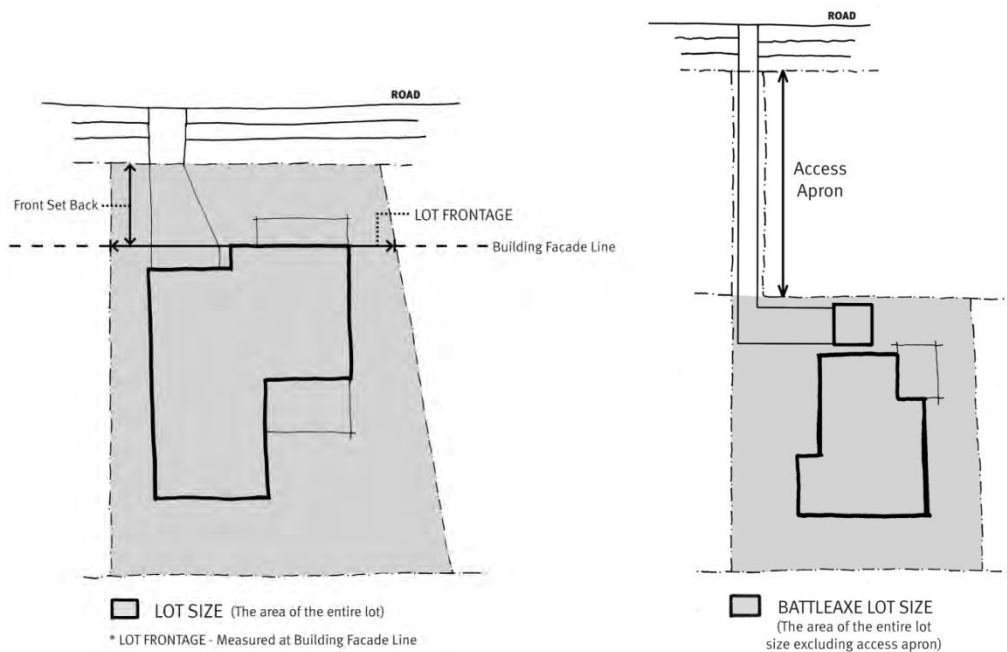 ROAD
Front Set Back
LOT FRONTAGE
Building Facade Line
LOT SIZE (The area of the entire lot)
* LOT FRONTAGE - Measured at Building Facade Line
ROAD
Access
Apron
BATTLEAXE LOT SIZE
(The area of the entire lot
size excluding access apron)